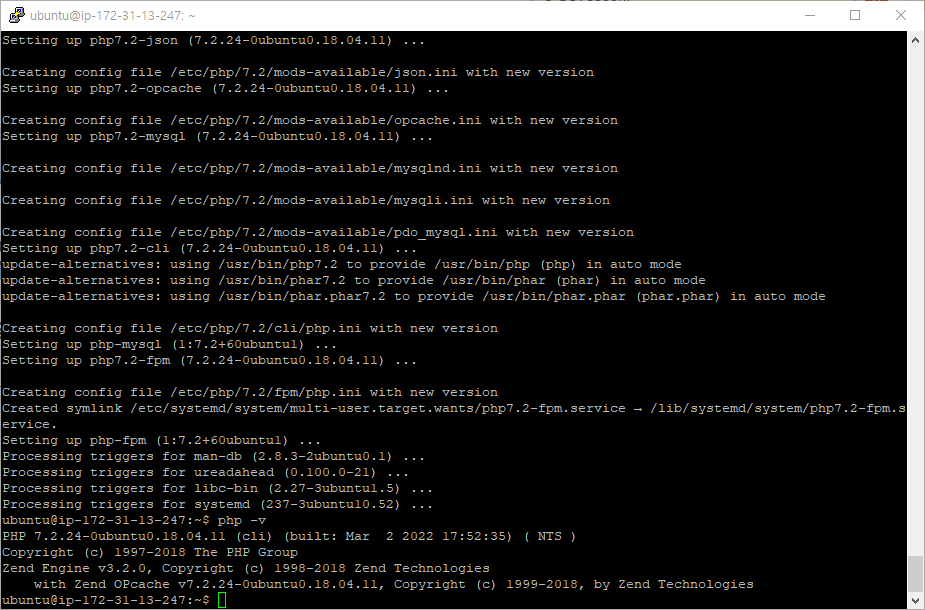 ubuntu@ip-172-31-13-247: ~
Setting up php7.2-json (7.2.24-0ubuntu0.18.04.11) ...
Creating config file /etc/php/7.2/mods-available/json.ini with new version
Setting up php7.2-opcache (7.2.24-0ubuntu0.18.04.11) ...
Creating config file /etc/php/7.2/mods-available/opcache.ini with new version
Setting up php7.2-mysql (7.2.24-0ubuntu0.18.04.11) ...
Creating config file /etc/php/7.2/mods-available/mysqlnd.ini with new version
Creating config file /etc/php/7.2/mods-available/mysqli.ini with new version
Creating config file /etc/php/7.2/mods-available/pdo_mysql.ini with new version
Setting up php7.2-cli (7.2.24-0ubuntu0.18.04.11) ...
update-alternatives: using /usr/bin/php7.2 to provide /usr/bin/php (php) in auto mode
update-alternatives: using /usr/bin/phar7.2 to provide /usr/bin/phar (phar) in auto mode
update-alternatives: using /usr/bin/phar.phar7.2 to provide /usr/bin/phar.phar (phar.phar) in auto mode
Creating config file /etc/php/7.2/cli/php.ini with new version
Setting up php-mysql (1:7.2+60ubuntu1) ...
Setting up php7.2-fpm (7.2.24-0ubuntu0.18.04.11) ...
Creating config file /etc/php/7.2/fpm/php.ini with new version
Created symlink /etc/systemd/system/multi-user.target.wants/php7.2-fpm.service → /lib/systemd/system/php7.2-fpm.s
ervice.
Setting up php-fpm (1:7.2+60ubuntu1) ...
Processing triggers for man-db (2.8.3-2ubuntu0.1) ...
Processing triggers for ureadahead (0.100.0-21) ...
Processing triggers for libc-bin (2.27-3ubuntu1.5) ...
Processing triggers for systemd (237-3ubuntu10.52) ...
ubuntu@ip-172-31-13-247:~$ php -v
PHP 7.2.24-0ubuntu0.18.04.11 (cli) (built: Mar  2 2022 17:52:35) ( NTS )
Copyright (c) 1997-2018 The PHP Group
Zend Engine v3.2.0, Copyright (c) 1998-2018 Zend Technologies
    with Zend OPcache v7.2.24-0ubuntu0.18.04.11, Copyright (c) 1999-2018, by Zend Technologies
ubuntu@ip-172-31-13-247:~$